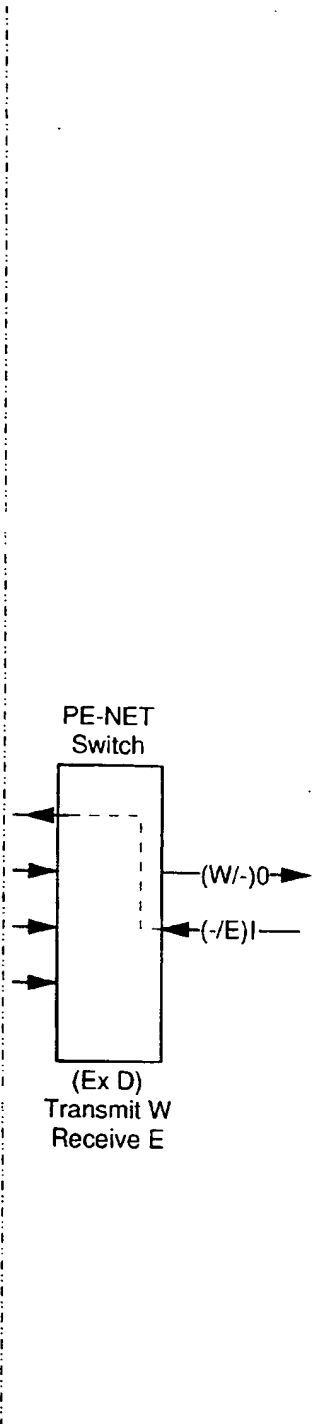 PE-NET
Switch
(W/-)0
(-/E)I
(Ex D)
Transmit W
Receive E